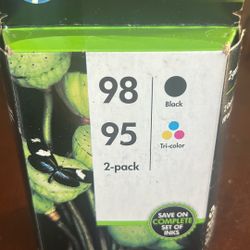 98
Black
95
Tri-color
2-pack
SAVE ON
COMPLETE
SET OF
INKS